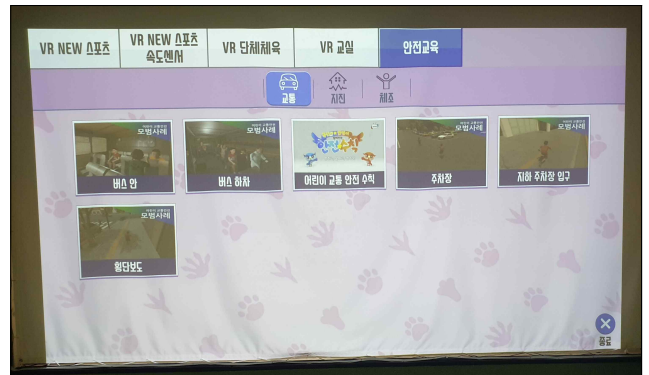 VR NEW 스포츠
VR NEW 스포츠
속도센서
VR 단체체육
VR 교실
안전교육
교통
지진
체조
모범사례
버스 안
모범사례
버스 하차
안전수칙
어린이 교통 안전 수칙
모범사례
주차장
모범사례
지하 주차장 입구
모범사례
횡단보도
종료